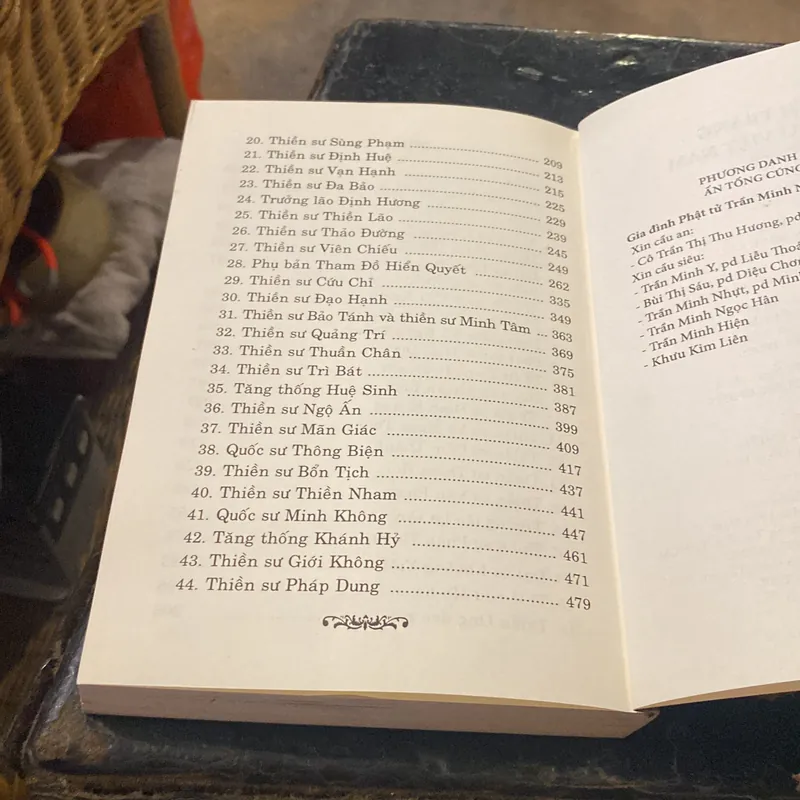 20. Thiền sư Sùng Phạm ........ 209
21. Thiền sư Định Huệ ........ 213
22. Thiền sư Vạn Hạnh ........ 215
23. Thiền sư Đa Bảo ........ 225
24. Trưởng lão Định Hương ........ 229
25. Thiền sư Thiền Lão ........ 239
26. Thiền sư Thảo Đường ........ 245
27. Thiền sư Viên Chiếu ........ 249
28. Phụ bản Tham Đồ Hiển Quyết ........ 262
29. Thiền sư Cứu Chỉ ........ 335
30. Thiền sư Đạo Hạnh ........ 349
31. Thiền sư Bảo Tánh và thiền sư Minh Tâm ... 363
32. Thiền sư Quảng Trí ........ 369
33. Thiền sư Thuần Chân ........ 375
34. Thiền sư Trì Bát ........ 381
35. Tăng thống Huệ Sinh ........ 387
36. Thiền sư Ngộ Ấn ........ 399
37. Thiền sư Mãn Giác ........ 409
38. Quốc sư Thông Biện ........ 417
39. Thiền sư Bổn Tịch ........ 437
40. Thiền sư Thiền Nham ........ 441
41. Quốc sư Minh Không ........ 447
42. Tăng thống Khánh Hỷ ........ 461
43. Thiền sư Giới Không ........ 471
44. Thiền sư Pháp Dung ........ 479
PHƯƠNG DANH
ẤN TỐNG CÚNG
Gia đình Phật tử Trần Minh
Xin cầu an:
- Cô Trần Thị Thu Hương, pd
Xin cầu siêu:
- Trần Minh Y, pd Liễu Thoát
- Bùi Thị Sáu, pd Diệu Chơn
- Trần Minh Nhựt, pd Minh
- Trần Minh Ngọc Hân
- Trần Minh Hiện
- Khưu Kim Liên